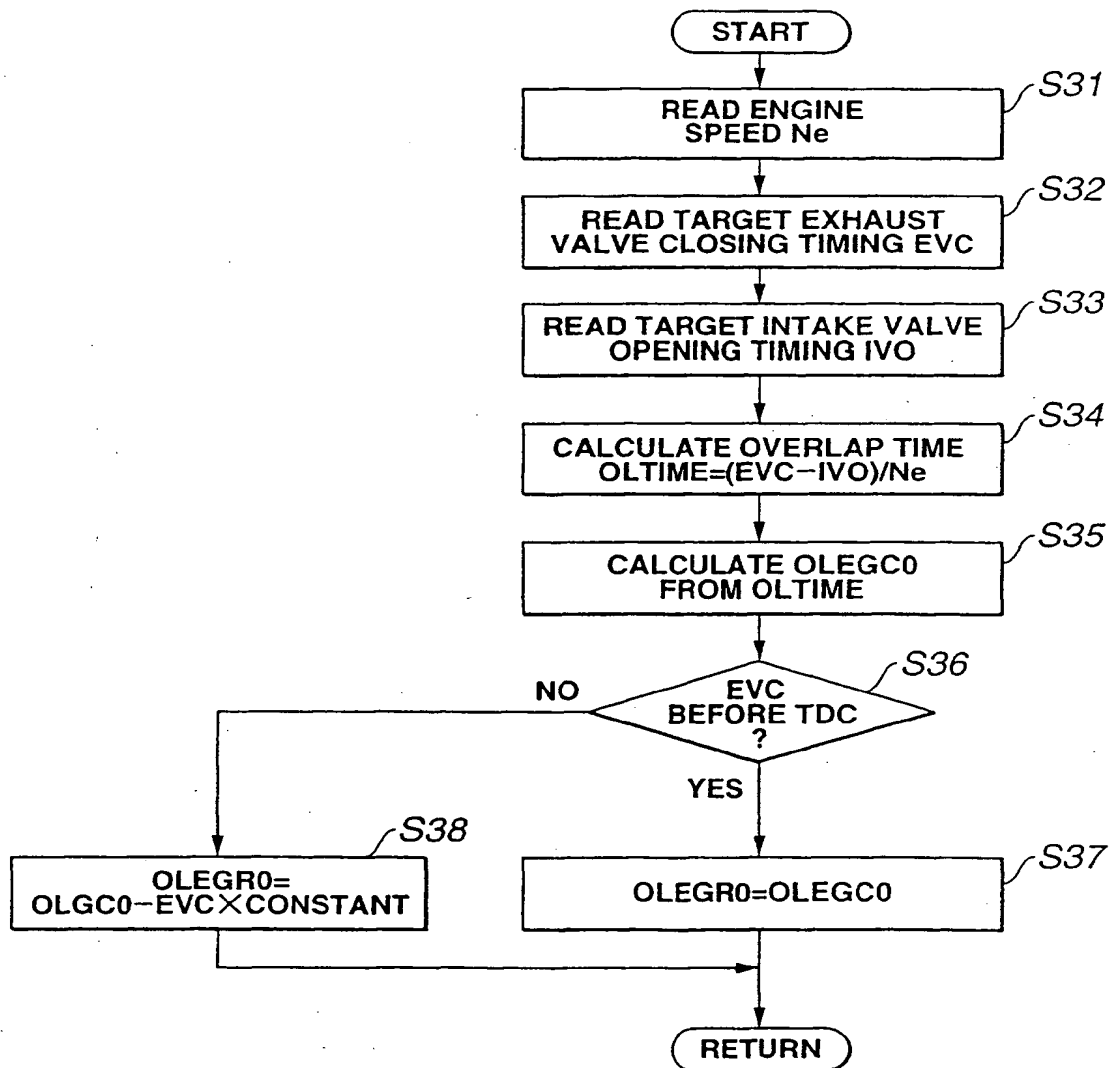 START
S31
READ ENGINE
SPEED Ne
S32
READ TARGET EXHAUST
VALVE CLOSING TIMING EVC
S33
READ TARGET INTAKE VALVE
OPENING TIMING IVO
S34
CALCULATE OVERLAP TIME
OLTIME=(EVC−IVO)/Ne
S35
CALCULATE OLEGC0
FROM OLTIME
S36
EVC
BEFORE TDC
?
NO
YES
S38
OLEGR0=
OLGC0−EVC×CONSTANT
S37
OLEGR0=OLEGC0
RETURN